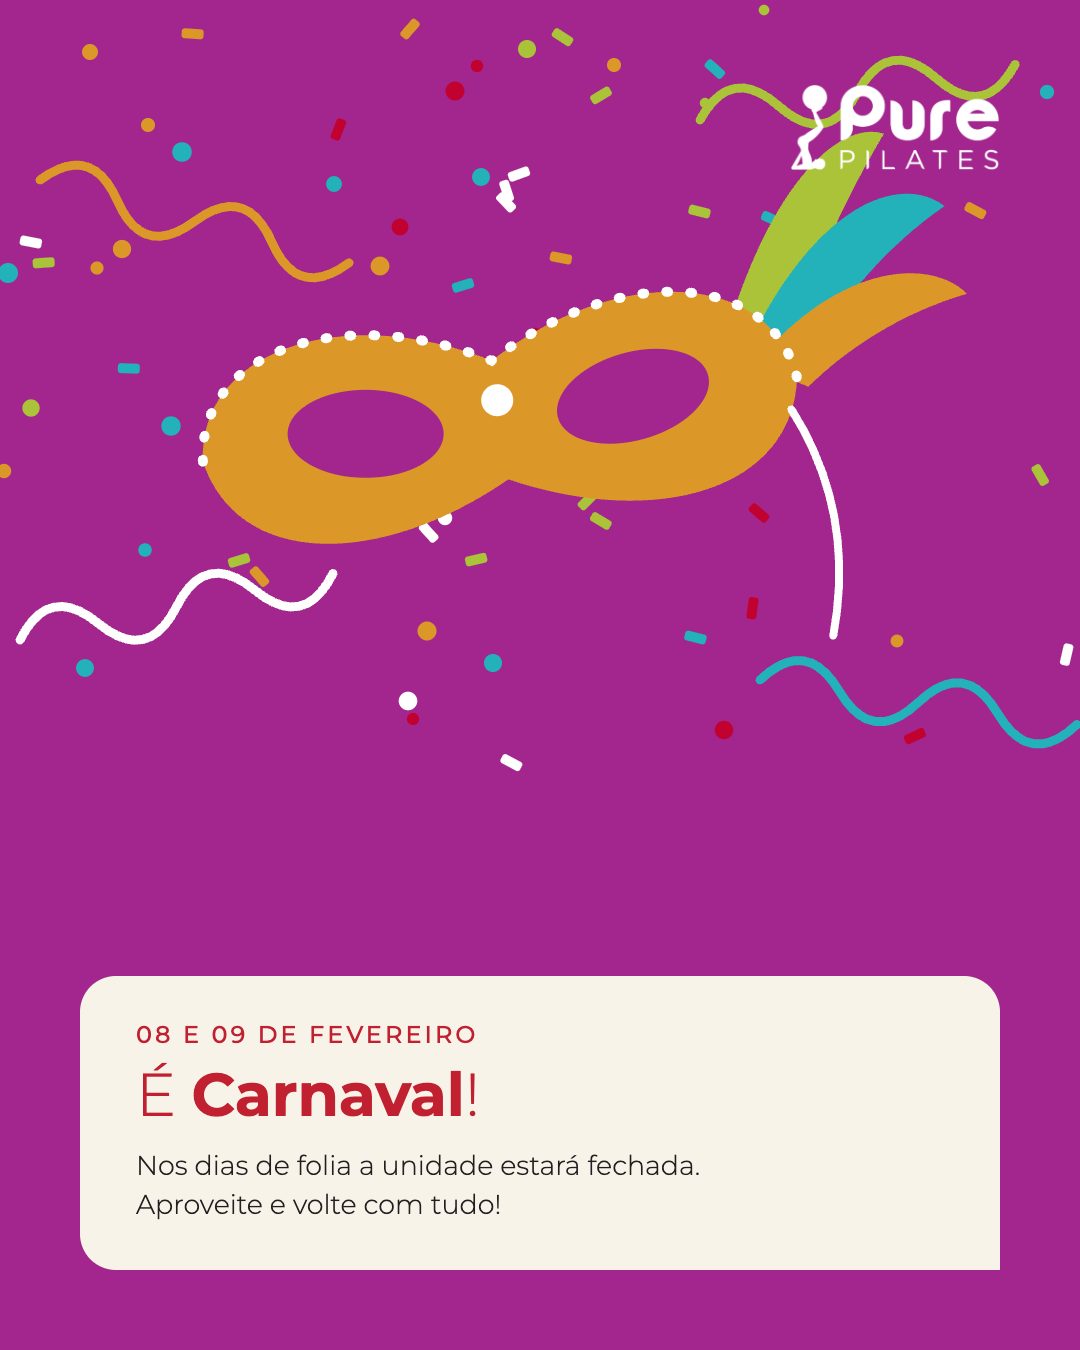 Pure
PILATES
08 E 09 DE FEVEREIRO
É Carnaval!
Nos dias de folia a unidade estará fechada.
Aproveite e volte com tudo!